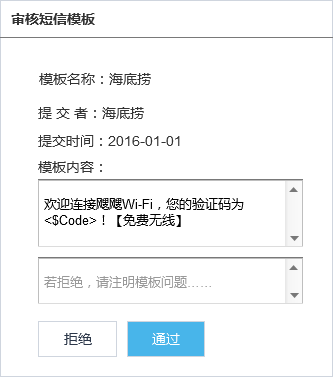 审核短信模板
模板名称：海底捞
提 交 者：海底捞
提交时间：2016-01-01
模板内容：
欢迎连接飕飕Wi-Fi，您的验证码为
<$Code>！【免费无线】
若拒绝，请注明模板问题……
拒绝 通过